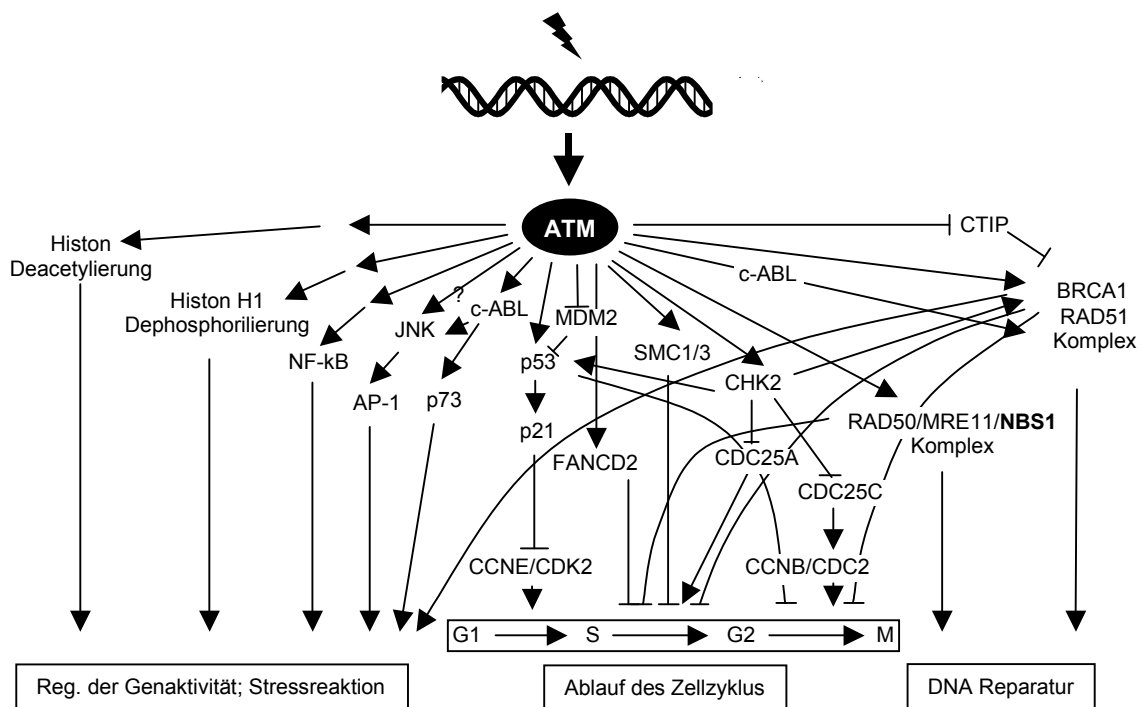 ATM
CTIP
Histon
Deacetylierung
c-ABL
BRCA1
RAD51
Komplex
Histon H1
Dephosphorilierung
?
c-ABL
JNK
MDM2
NF-kB
p53
SMC1/3
CHK2
AP-1
p73
p21
RAD50/MRE11/NBS1
Komplex
FANCD2
CDC25A
CDC25C
CCNE/CDK2
CCNB/CDC2
G1 S G2 M
Reg. der Genaktivität; Stressreaktion
Ablauf des Zellzyklus
DNA Reparatur